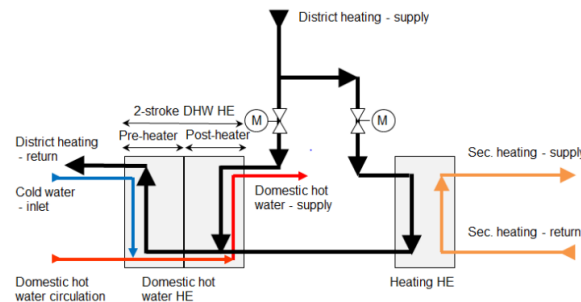 District heating - supply
2-stroke DHW HE
Pre-heater
Post-heater
M
M
District heating
- return
Cold water
- inlet
Domestic hot
water - supply
Sec. heating - supply
Sec. heating - return
Domestic hot
water circulation
Domestic hot
water HE
Heating HE